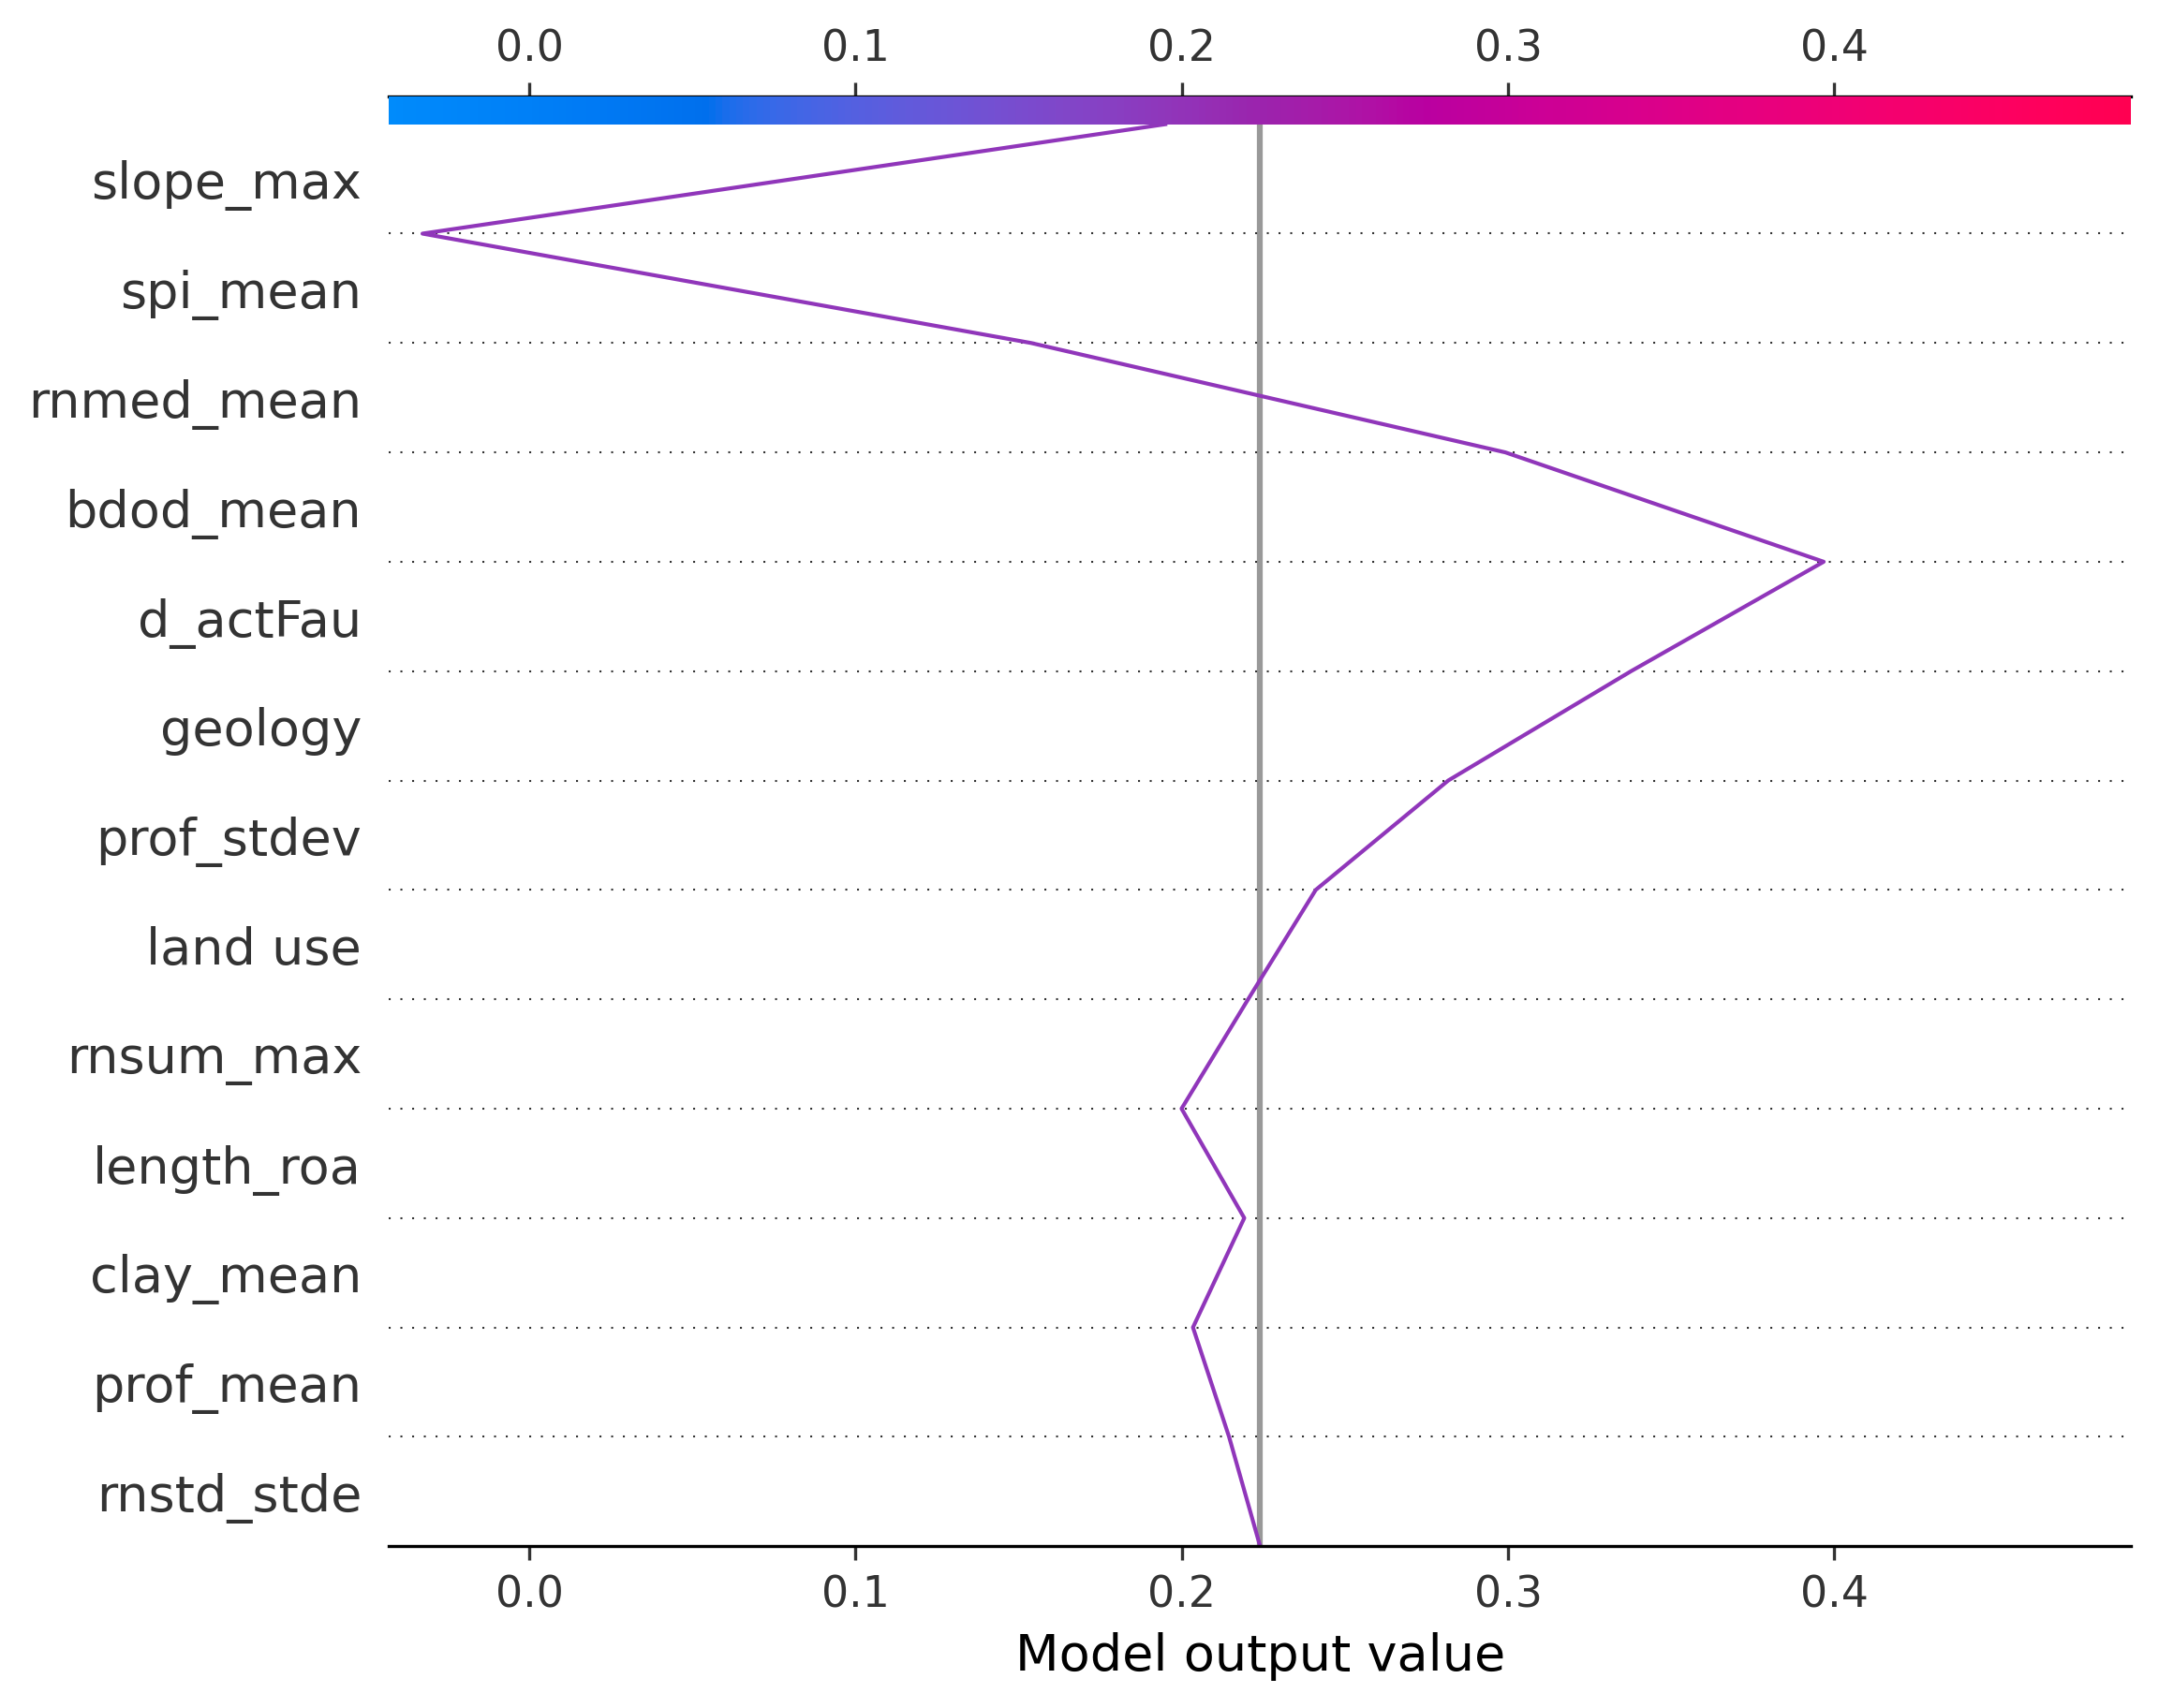 0.0 0.1 0.2 0.3 0.4
slope_max
spi_mean
rnmed_mean
bdod_mean
d_actFau
geology
prof_stdev
land use
rnsum_max
length_roa
clay_mean
prof_mean
rnstd_stde
0.0 0.1 0.2 0.3 0.4
Model output value